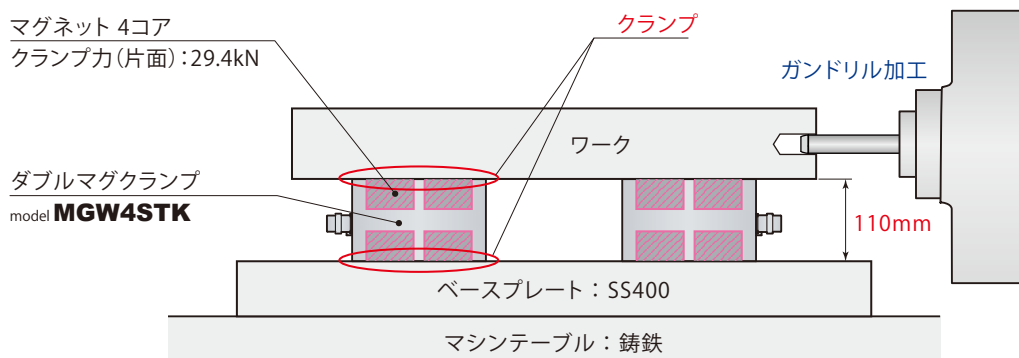 マグネット 4コア
クランプ力(片面):29.4kN
クランプ
ガンドリル加工
ワーク
ダブルマグクランプ
model MGW4STK
110mm
ベースプレート:SS400
マシンテーブル:鋳鉄